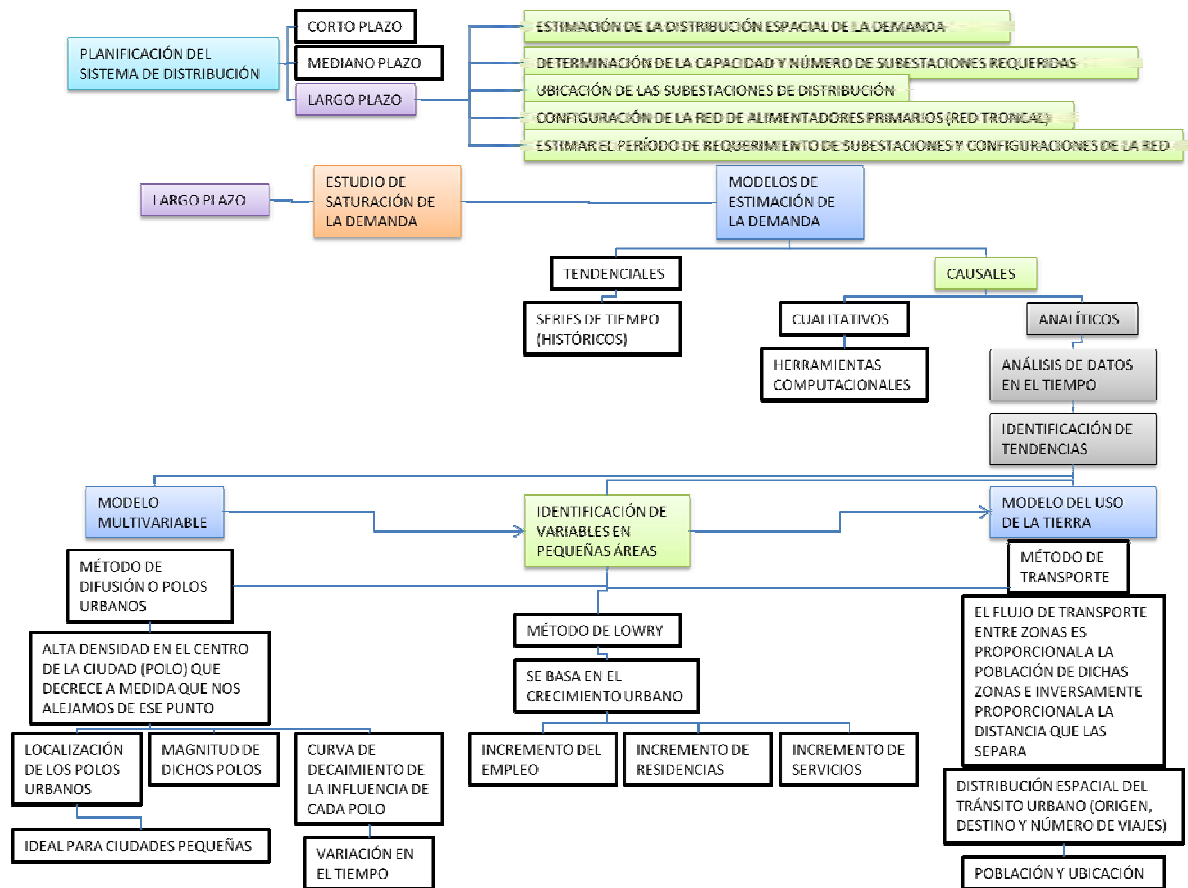 PLANIFICACIÓN DEL
SISTEMA DE DISTRIBUCIÓN
CORTO PLAZO
MEDIANO PLAZO
LARGO PLAZO
ESTIMACIÓN DE LA DISTRIBUCIÓN ESPACIAL DE LA DEMANDA
DETERMINACIÓN DE LA CAPACIDAD Y NÚMERO DE SUBESTACIONES REQUERIDAS
UBICACIÓN DE LAS SUBESTACIONES DE DISTRIBUCIÓN
CONFIGURACIÓN DE LA RED DE ALIMENTADORES PRIMARIOS (RED TRONCAL)
ESTIMAR EL PERÍODO DE REQUERIMIENTO DE SUBESTACIONES Y CONFIGURACIONES DE LA RED
LARGO PLAZO
ESTUDIO DE
SATURACIÓN DE
LA DEMANDA
MODELOS DE
ESTIMACIÓN DE
LA DEMANDA
TENDENCIALES
SERIES DE TIEMPO
(HISTÓRICOS)
CAUSALES
CUALITATIVOS
HERRAMIENTAS
COMPUTACIONALES
ANALÍTICOS
ANÁLISIS DE DATOS
EN EL TIEMPO
IDENTIFICACIÓN DE
TENDENCIAS
MODELO
MULTIVARIABLE
IDENTIFICACIÓN DE
VARIABLES EN
PEQUEÑAS ÁREAS
MODELO DEL USO
DE LA TIERRA
MÉTODO DE
DIFUSIÓN O POLOS
URBANOS
ALTA DENSIDAD EN EL CENTRO
DE LA CIUDAD (POLO) QUE
DECRECE A MEDIDA QUE NOS
ALEJAMOS DE ESE PUNTO
LOCALIZACIÓN
DE LOS POLOS
URBANOS
MAGNITUD DE
DICHOS POLOS
CURVA DE
DECAIMIENTO DE
LA INFLUENCIA DE
CADA POLO
IDEAL PARA CIUDADES PEQUEÑAS
VARIACIÓN EN
EL TIEMPO
MÉTODO DE LOWRY
SE BASA EN EL
CRECIMIENTO URBANO
INCREMENTO DEL
EMPLEO
INCREMENTO DE
RESIDENCIAS
INCREMENTO DE
SERVICIOS
MÉTODO DE
TRANSPORTE
EL FLUJO DE TRANSPORTE
ENTRE ZONAS ES
PROPORCIONAL A LA
POBLACIÓN DE DICHAS
ZONAS E INVERSAMENTE
PROPORCIONAL A LA
DISTANCIA QUE LAS
SEPARA
DISTRIBUCIÓN ESPACIAL DEL
TRÁNSITO URBANO (ORIGEN,
DESTINO Y NÚMERO DE VIAJES)
POBLACIÓN Y UBICACIÓN